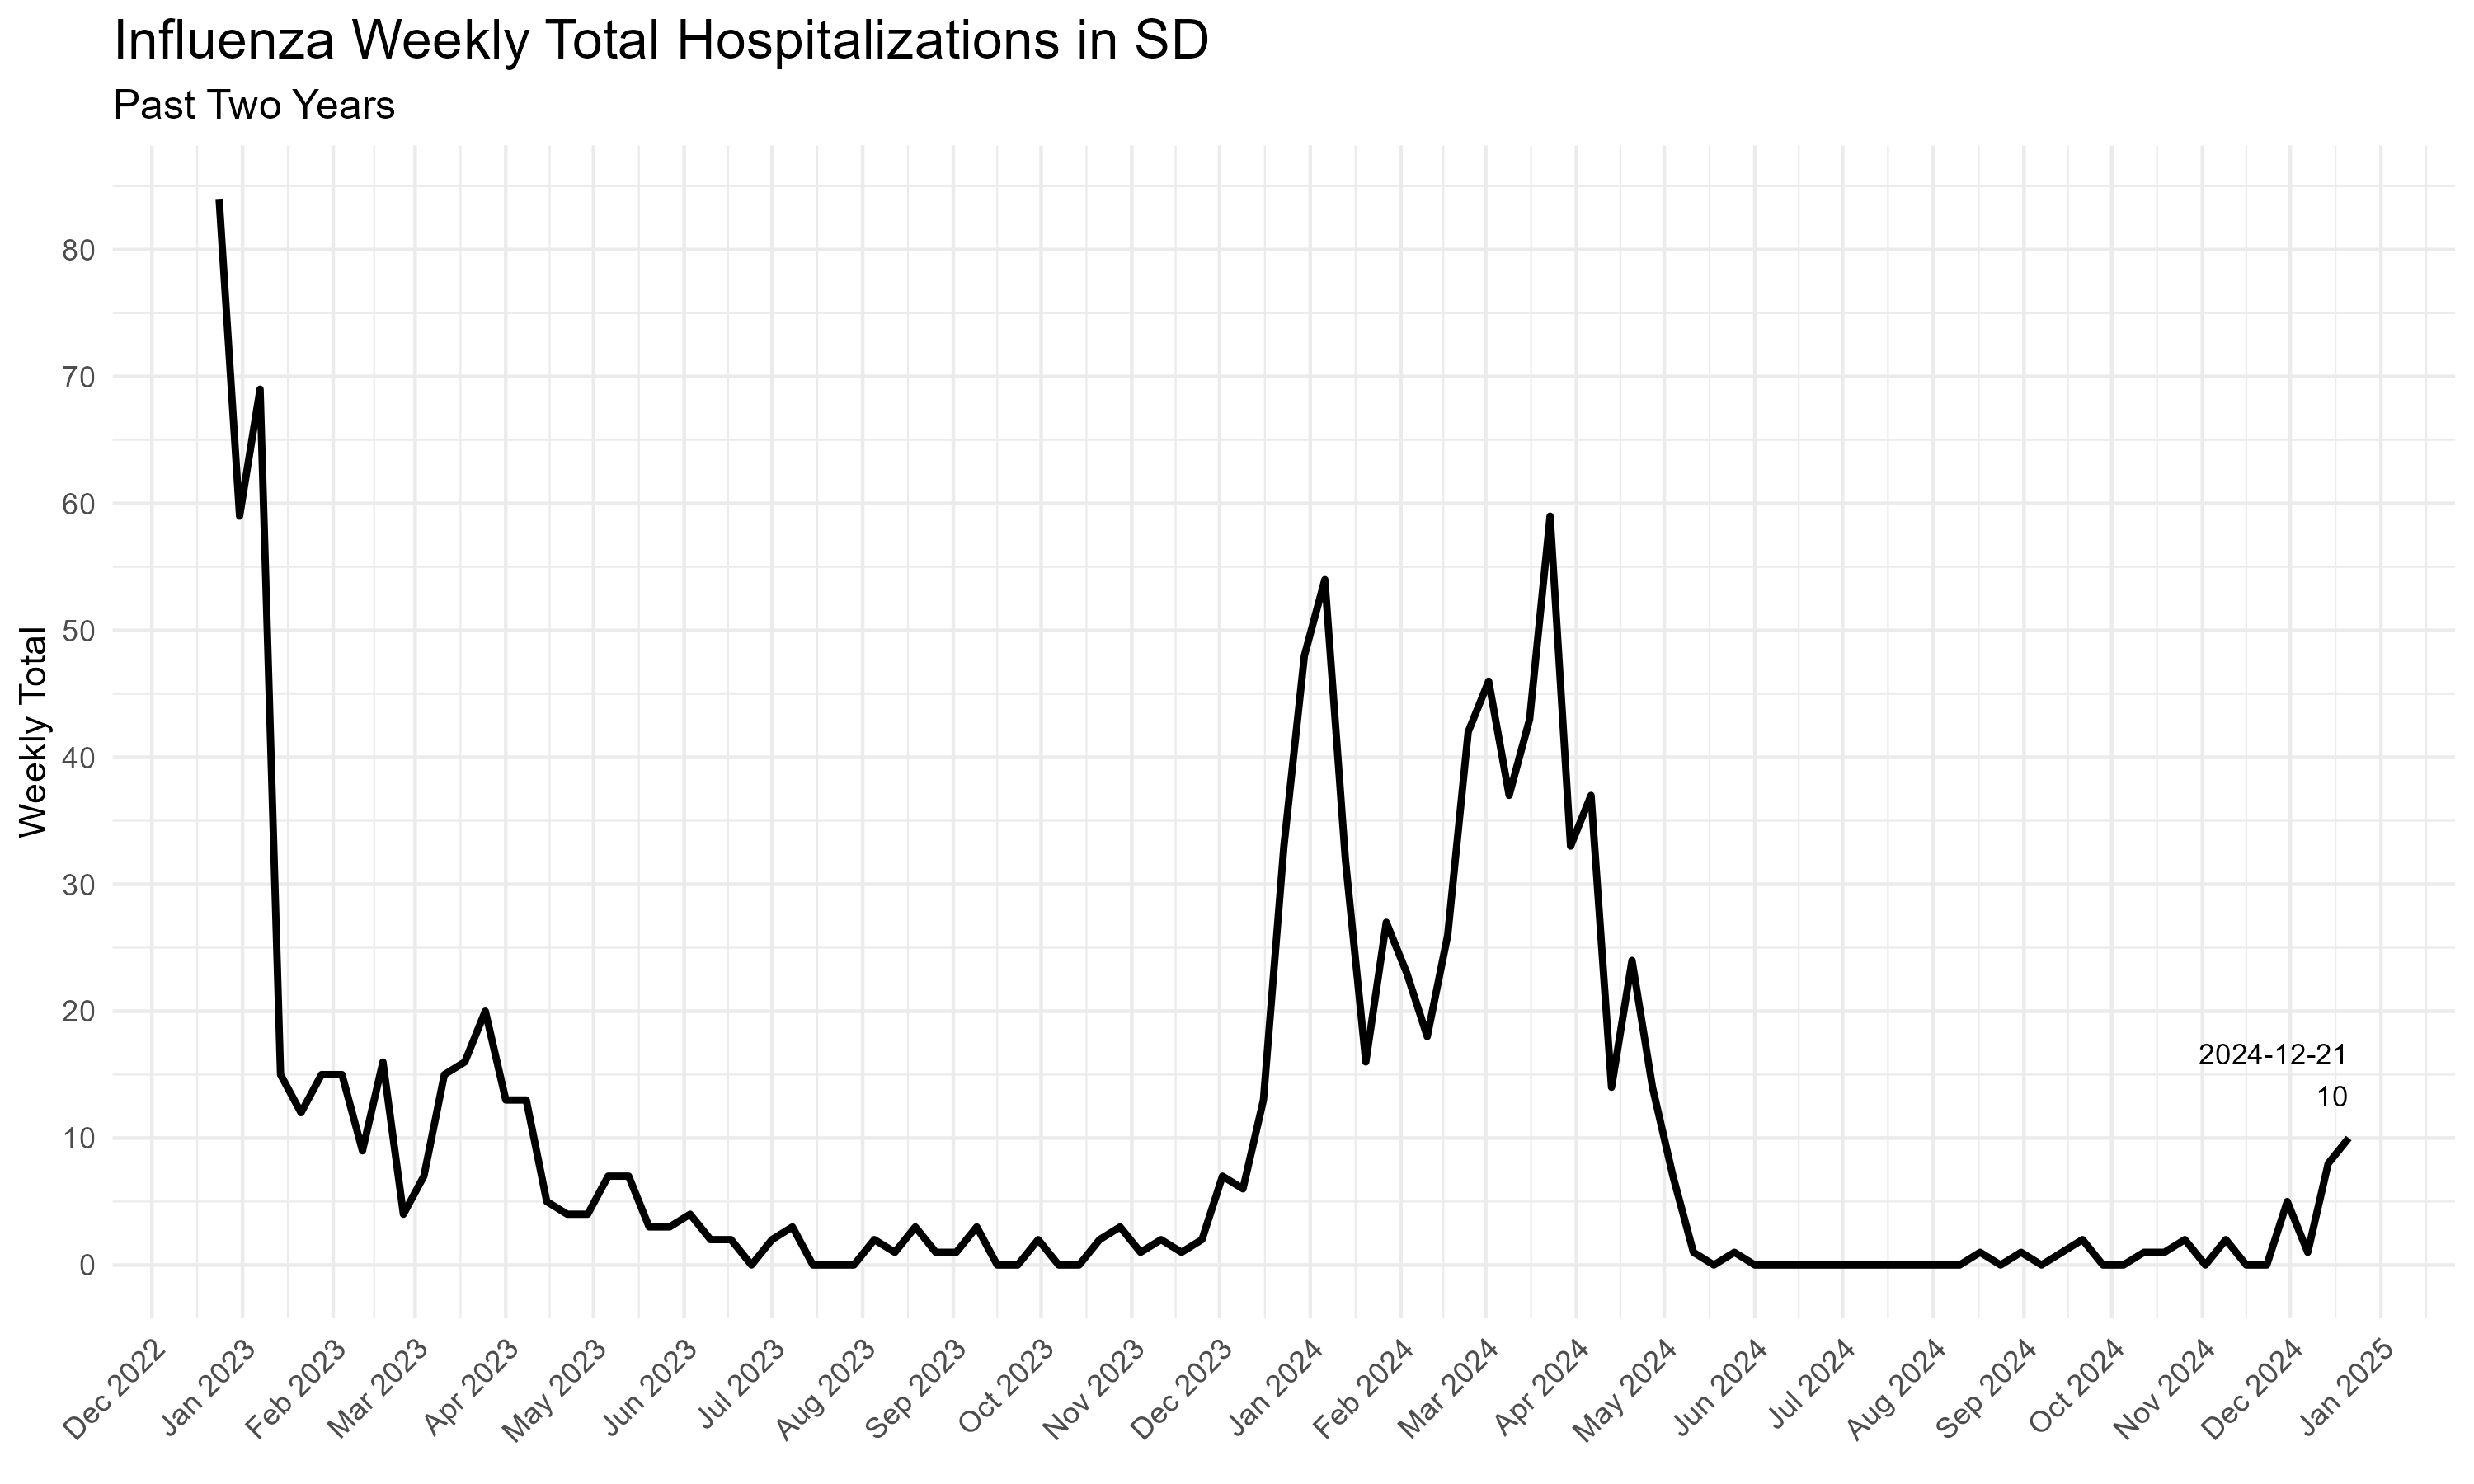 Influenza Weekly Total Hospitalizations in SD
Past Two Years
Weekly Total
80
70
60
50
40
30
20
10
0
2024-12-21
10
Dec 2022
Jan 2023
Feb 2023
Mar 2023
Apr 2023
May 2023
Jun 2023
Jul 2023
Aug 2023
Sep 2023
Oct 2023
Nov 2023
Dec 2023
Jan 2024
Feb 2024
Mar 2024
Apr 2024
May 2024
Jun 2024
Jul 2024
Aug 2024
Sep 2024
Oct 2024
Nov 2024
Dec 2024
Jan 2025